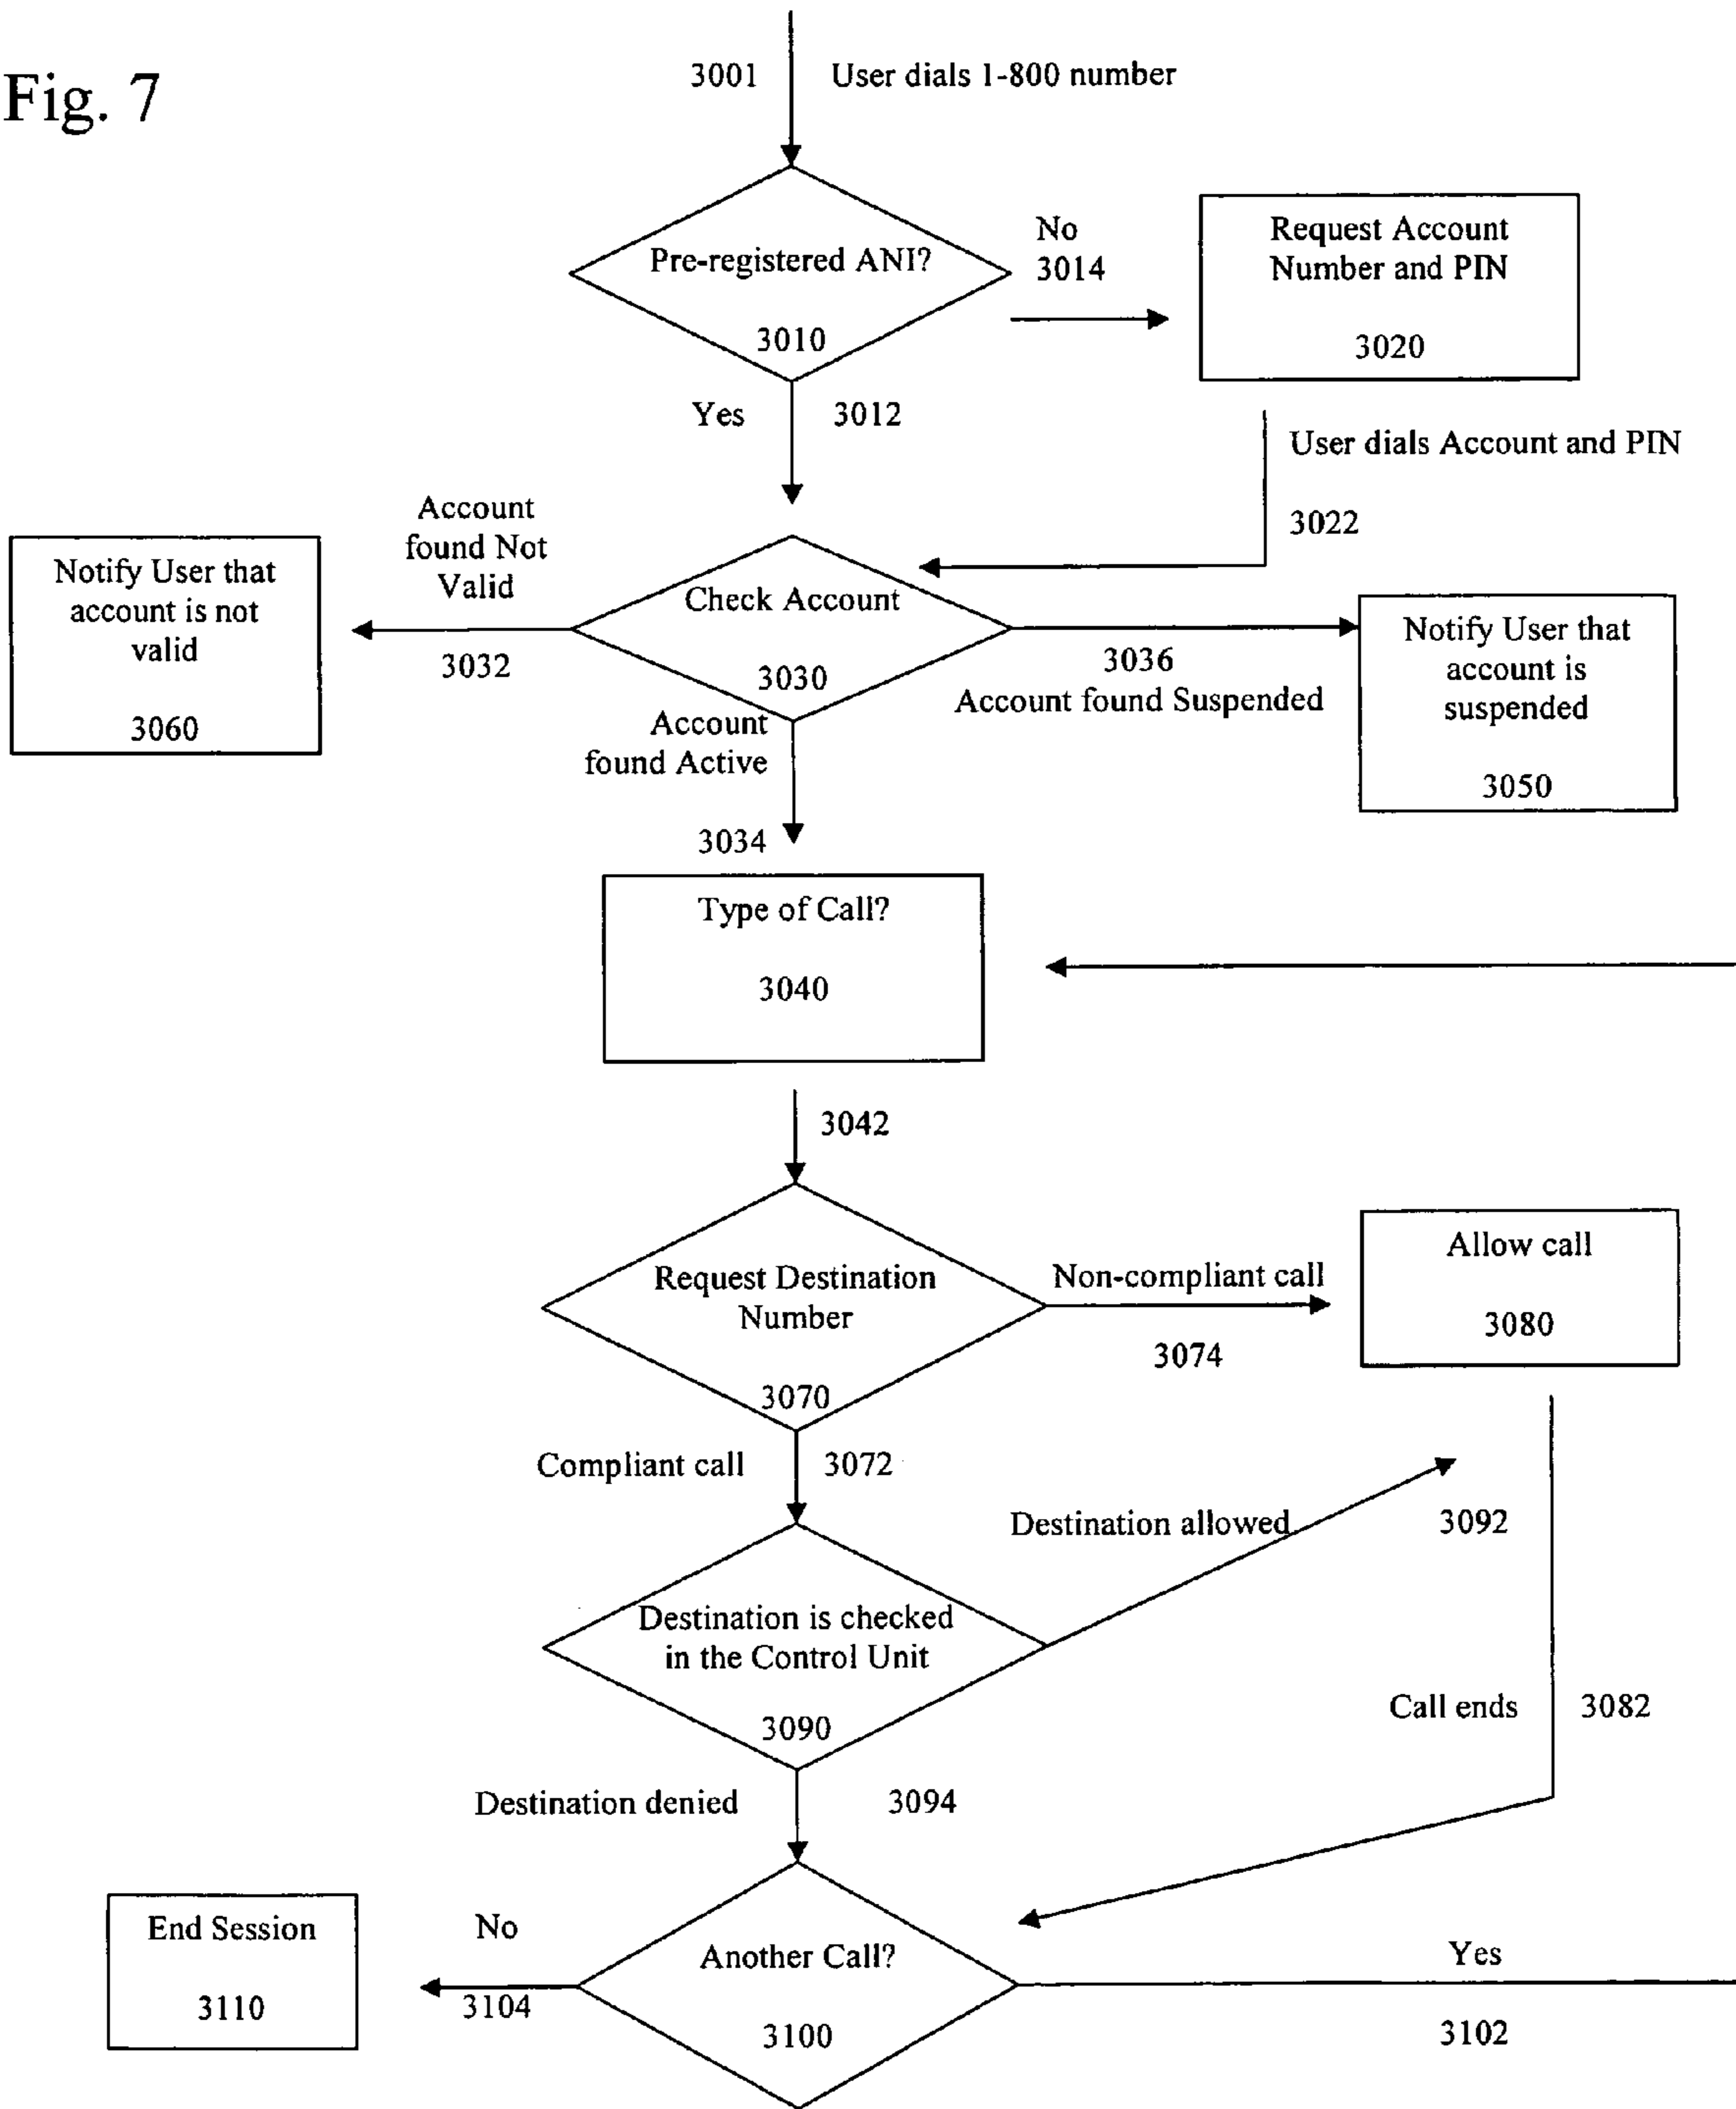 Fig. 7
3001
User dials 1-800 number
Pre-registered ANI?
3010
No
3014
Request Account
Number and PIN
3020
Yes
3012
User dials Account and PIN
3022
Account
found Not
Valid
3032
Notify User that
account is not
valid
3060
Check Account
3030
3036
Account found Suspended
Notify User that
account is
suspended
3050
Account
found Active
3034
Type of Call?
3040
3042
Request Destination
Number
3070
Non-compliant call
3074
Allow call
3080
Compliant call
3072
Destination allowed
3092
Destination is checked
in the Control Unit
3090
Call ends
3082
Destination denied
3094
End Session
3110
No
3104
Another Call?
3100
Yes
3102